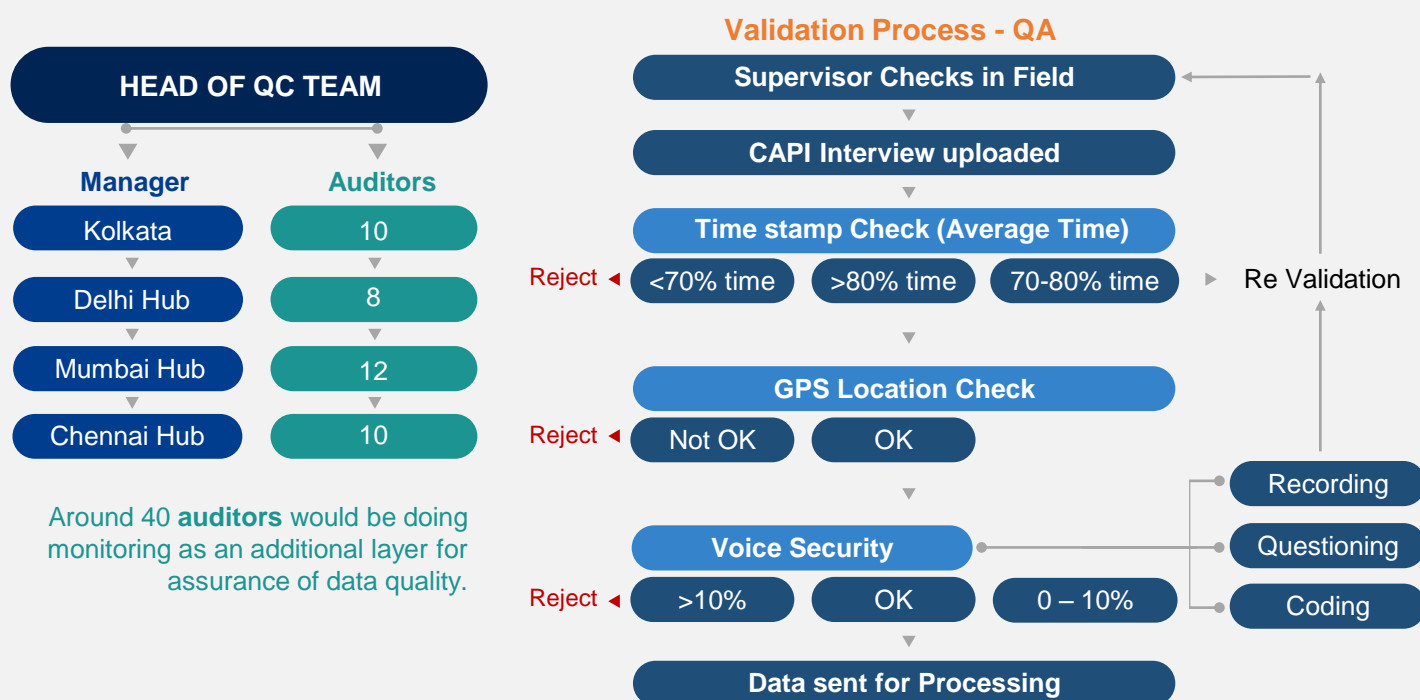 HEAD OF QC TEAM
Manager
Auditors
Kolkata
10
Delhi Hub
8
Mumbai Hub
12
Chennai Hub
10
Around 40 auditors would be doing
monitoring as an additional layer for
assurance of data quality.
Validation Process - QA
Supervisor Checks in Field
CAPI Interview uploaded
Time stamp Check (Average Time)
Reject
<70% time
>80% time
70-80% time
Re Validation
GPS Location Check
Reject
Not OK
OK
Voice Security
Reject
>10%
OK
0 – 10%
Recording
Questioning
Coding
Data sent for Processing